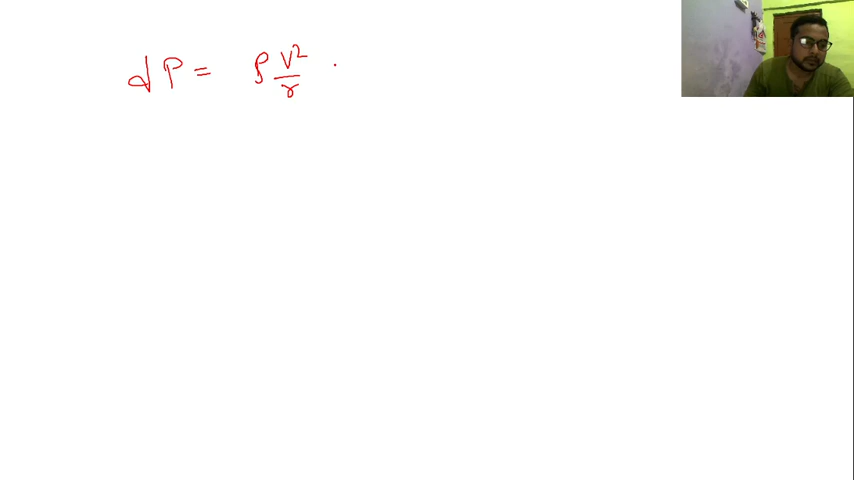 dP = ρ V²/r ·